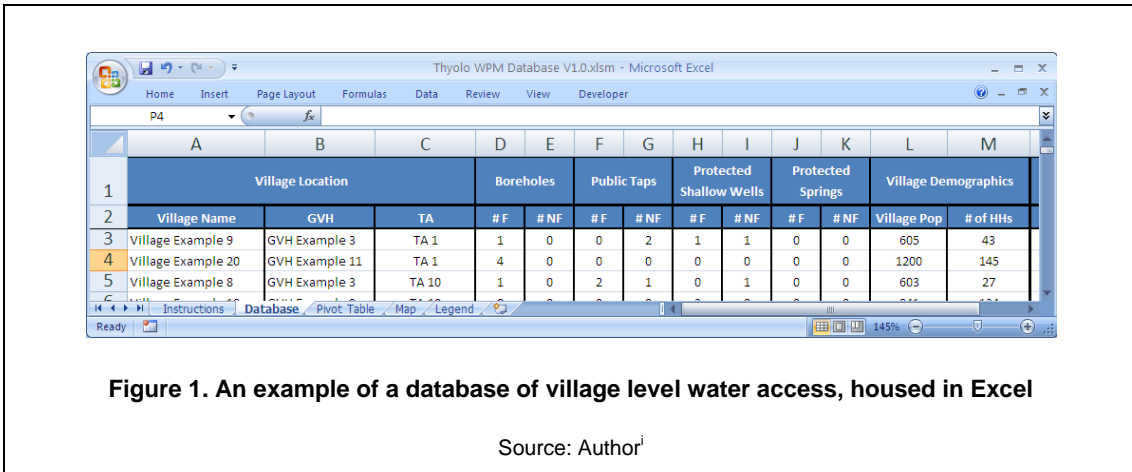 Thyolo WPM Database V1.0.xlsm - Microsoft Excel
Home Insert Page Layout Formulas Data Review View Developer
P4 fx
A B C D E F G H I J K L M
1 Village Location Boreholes Public Taps Protected Shallow Wells Protected Springs Village Demographics
2 Village Name GVH TA # F # NF # F # NF # F # NF # F # NF Village Pop # of HHs
3 Village Example 9 GVH Example 3 TA 1 1 0 0 2 1 1 0 0 605 43
4 Village Example 20 GVH Example 11 TA 1 4 0 0 0 0 0 0 0 1200 145
5 Village Example 8 GVH Example 3 TA 10 1 0 2 1 0 1 0 0 603 27
Instructions Database Pivot Table Map Legend
Ready 145%
Figure 1. An example of a database of village level water access, housed in Excel
Source: Author i